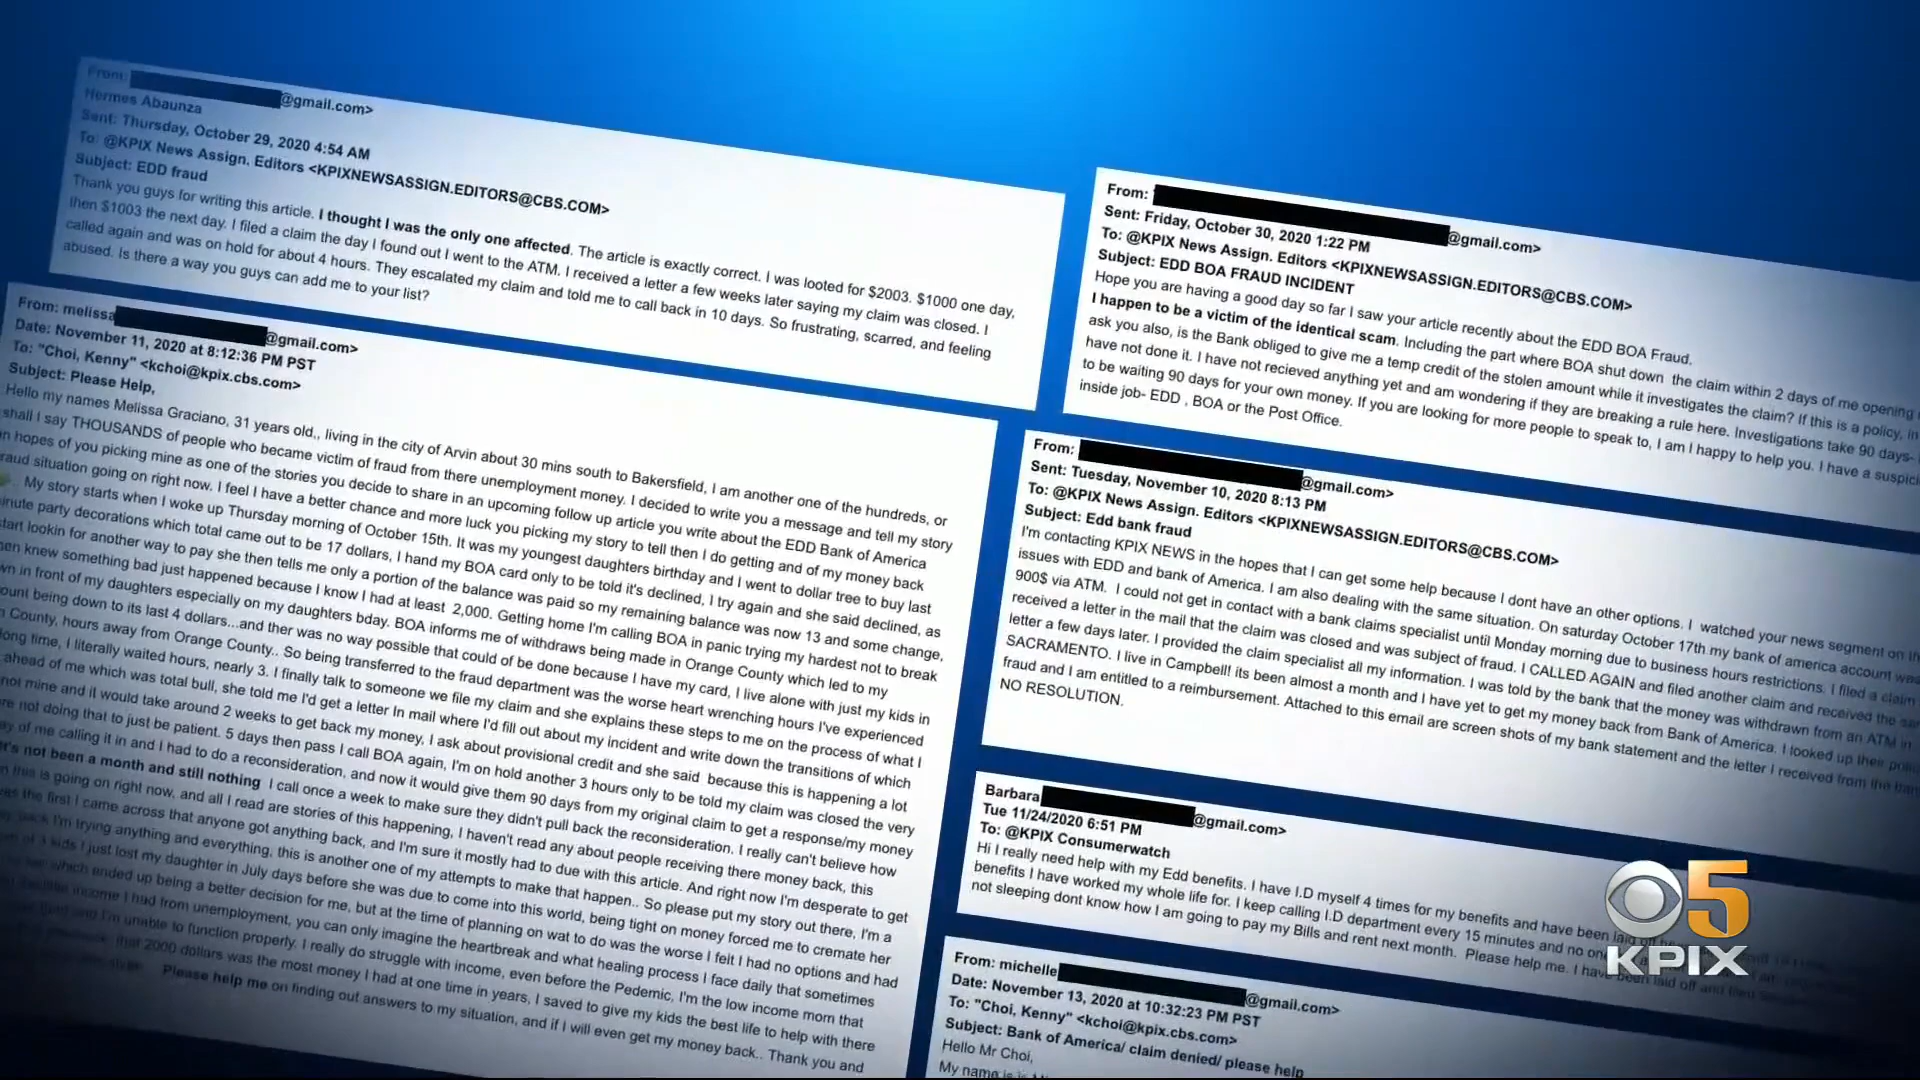 From: @gmail.com>
Hermes Abaunza
Sent: Thursday, October 29, 2020 4:54 AM
To: @KPIX News Assign. Editors <KPIXNEWSASSIGN.EDITORS@CBS.COM>
Subject: EDD fraud
Thank you guys for writing this article. I thought I was the only one affected. The article is exactly correct. I was looted for $2003. $1000 one day,
then $1003 the next day. I filed a claim the day I found out I went to the ATM. I received a letter a few weeks later saying my claim was closed. I
called again and was on hold for about 4 hours. They escalated my claim and told me to call back in 10 days. So frustrating, scarred, and feeling
abused. Is there a way you guys can add me to your list?
From: melissa @gmail.com>
Date: November 11, 2020 at 8:12:36 PM PST
To: "Choi, Kenny" <kchoi@kpix.cbs.com>
Subject: Please Help,
Hello my names Melissa Graciano, 31 years old,, living in the city of Arvin about 30 mins south to Bakersfield, I am another one of the hundreds, or
shall I say THOUSANDS of people who became victim of fraud from there unemployment money. I decided to write you a message and tell my story
in hopes of you picking mine as one of the stories you decide to share in an upcoming follow up article you write about the EDD Bank of America
fraud situation going on right now. I feel I have a better chance and more luck you picking my story to tell then I do getting and of my money back
My story starts when I woke up Thursday morning of October 15th. It was my youngest daughters birthday and I went to dollar tree to buy last
minute party decorations which total came out to be 17 dollars, I hand my BOA card only to be told it's declined, I try again and she said declined, as
start lookin for another way to pay she then tells me only a portion of the balance was paid so my remaining balance was now 13 and some change,
then knew something bad just happened because I know I had at least 2,000. Getting home I'm calling BOA in panic trying my hardest not to break
in front of my daughters especially on my daughters bday. BOA informs me of withdraws being made in Orange County which led to my
being down to its last 4 dollars...and ther was no way possible that could of be done because I have my card, I live alone with just my kids in
County, hours away from Orange County.. So being transferred to the fraud department was the worse heart wrenching hours I've experienced
long time, I literally waited hours, nearly 3. I finally talk to someone we file my claim and she explains these steps to me on the process of what I
ahead of me which was total bull, she told me I'd get a letter In mail where I'd fill out about my incident and write down the transitions of which
not mine and it would take around 2 weeks to get back my money, I ask about provisional credit and she said because this is happening a lot
not doing that to just be patient. 5 days then pass I call BOA again, I'm on hold another 3 hours only to be told my claim was closed the very
of me calling it in and I had to do a reconsideration, and now it would give them 90 days from my original claim to get a response/my money
it's not been a month and still nothing I call once a week to make sure they didn't pull back the reconsideration. I really can't believe how
this is going on right now, and all I read are stories of this happening, I haven't read any about people receiving there money back, this
the first I came across that anyone got anything back, and I'm sure it mostly had to due with this article. And right now I'm desperate to get
back I'm trying anything and everything, this is another one of my attempts to make that happen.. So please put my story out there, I'm a
of 3 kids I just lost my daughter in July days before she was due to come into this world, being tight on money forced me to cremate her
which ended up being a better decision for me, but at the time of planning on wat to do was the worse I felt I had no options and had
income I had from unemployment, you can only imagine the heartbreak and what healing process I face daily that sometimes
and I'm unable to function properly. I really do struggle with income, even before the Pedemic, I'm the low income mom that
that 2000 dollars was the most money I had at one time in years, I saved to give my kids the best life to help with there
Please help me on finding out answers to my situation, and if I will even get my money back.. Thank you and
From: @gmail.com>
Sent: Friday, October 30, 2020 1:22 PM
To: @KPIX News Assign. Editors <KPIXNEWSASSIGN.EDITORS@CBS.COM>
Subject: EDD BOA FRAUD INCIDENT
Hope you are having a good day so far I saw your article recently about the EDD BOA Fraud.
I happen to be a victim of the identical scam. Including the part where BOA shut down the claim within 2 days of me opening
ask you also, is the Bank obliged to give me a temp credit of the stolen amount while it investigates the claim? If this is a policy, in
have not done it. I have not recieved anything yet and am wondering if they are breaking a rule here. Investigations take 90 days-
to be waiting 90 days for your own money. If you are looking for more people to speak to, I am I happy to help you. I have a suspici
inside job- EDD , BOA or the Post Office.
From: @gmail.com>
Sent: Tuesday, November 10, 2020 8:13 PM
To: @KPIX News Assign. Editors <KPIXNEWSASSIGN.EDITORS@CBS.COM>
Subject: Edd bank fraud
I'm contacting KPIX NEWS in the hopes that I can get some help because I dont have an other options. I watched your news segment on
issues with EDD and bank of America. I am also dealing with the same situation. On saturday October 17th my bank of america account was
900$ via ATM. I could not get in contact with a bank claims specialist until Monday morning due to business hours restrictions. I filed a claim
received a letter in the mail that the claim was closed and was subject of fraud. I CALLED AGAIN and filed another claim and received the
letter a few days later. I provided the claim specialist all my information. I was told by the bank that the money was withdrawn from an ATM in
SACRAMENTO. I live in Campbell! its been almost a month and I have yet to get my money back from Bank of America. I looked up their
fraud and I am entitled to a reimbursement. Attached to this email are screen shots of my bank statement and the letter I received from the
NO RESOLUTION.
Barbara @gmail.com>
Tue 11/24/2020 6:51 PM
To: @KPIX Consumerwatch
Hi I really need help with my Edd benefits. I have I.D myself 4 times for my benefits and have been laid off
benefits I have worked my whole life for. I keep calling I.D department every 15 minutes and no one
not sleeping dont know how I am going to pay my Bills and rent next month. Please help me. I have been laid off and
From: michelle @gmail.com>
Date: November 13, 2020 at 10:32:23 PM PST
To: "Choi, Kenny" <kchoi@kpix.cbs.com>
Subject: Bank of America/ claim denied/ please help
Hello Mr Choi,
My name is
5
KPIX